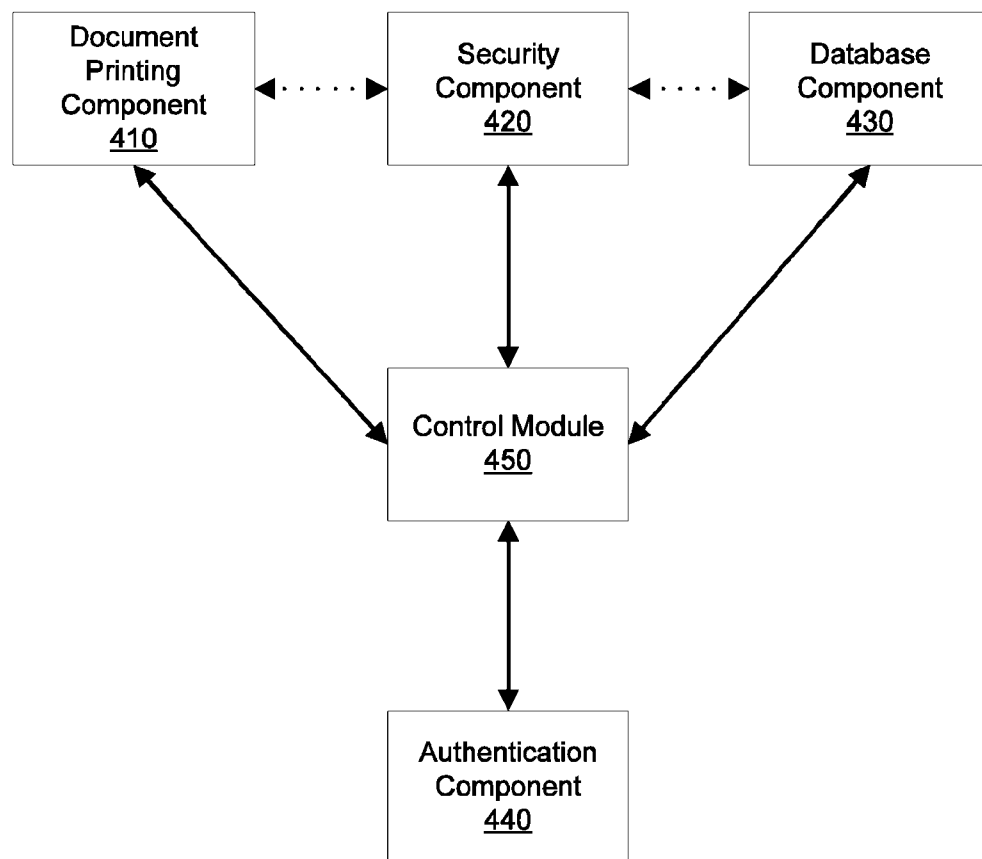 Document
Printing
Component
410
Security
Component
420
Database
Component
430
Control Module
450
Authentication
Component
440